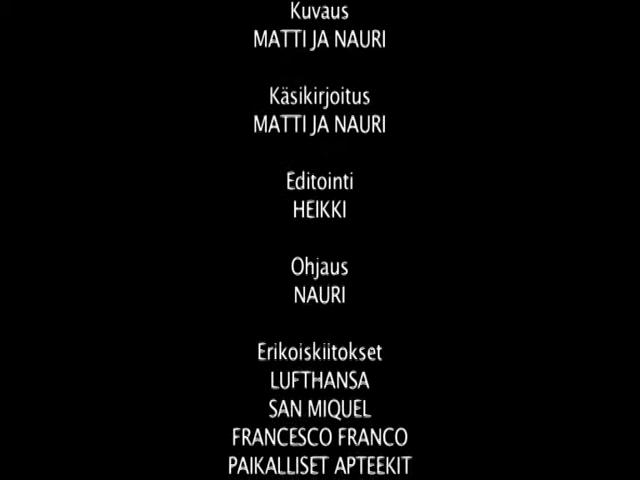 Kuvaus
MATTI JA NAURI
Käsikirjoitus
MATTI JA NAURI
Editointi
HEIKKI
Ohjaus
NAURI
Erikoiskiitokset
LUFTHANSA
SAN MIQUEL
FRANCESCO FRANCO
PAIKALLISET APTEEKIT